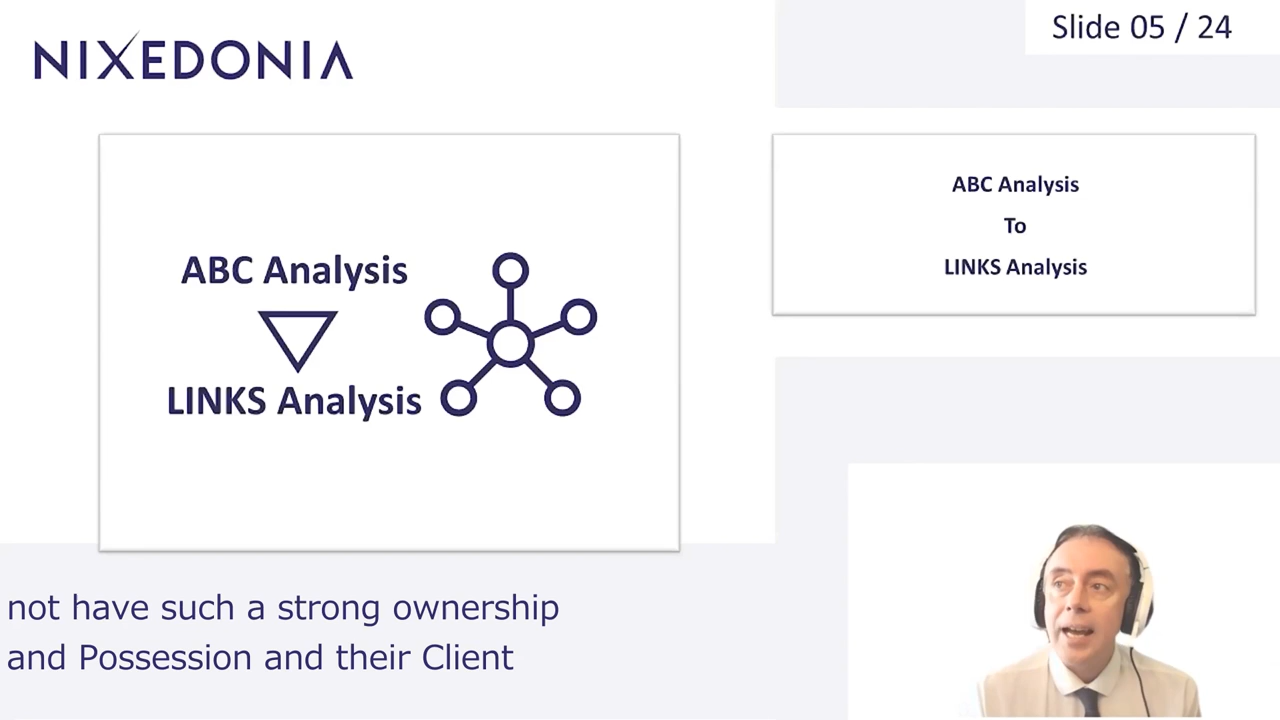 NIXEDONIA
Slide 05 / 24
ABC Analysis
LINKS Analysis
ABC Analysis
To
LINKS Analysis
not have such a strong ownership
and Possession and their Client